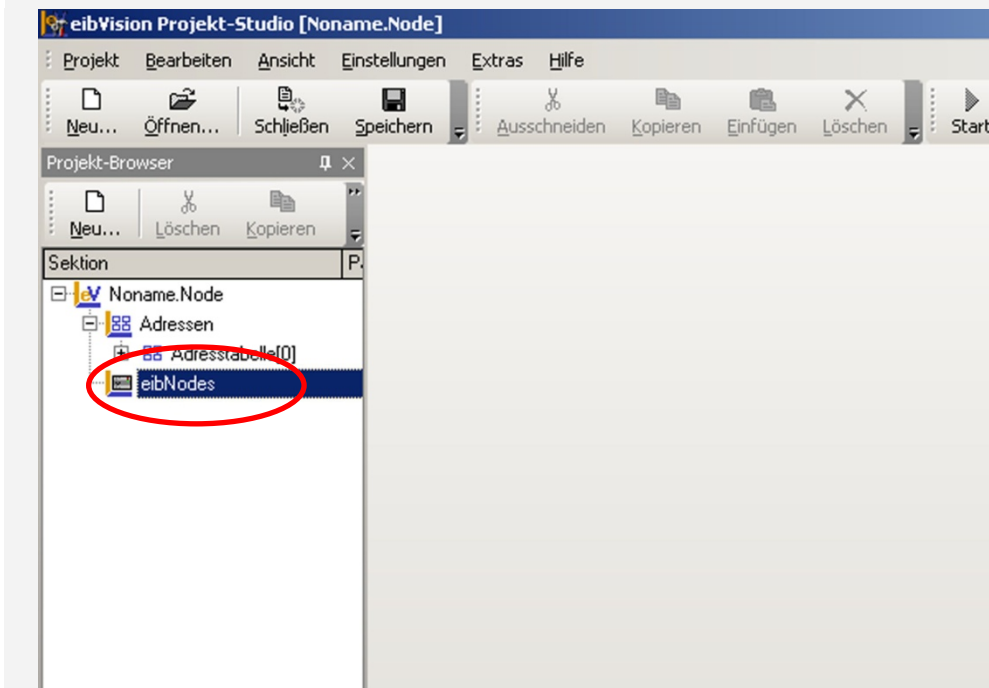 eibVision Projekt-Studio [Noname.Node]
Projekt Bearbeiten Ansicht Einstellungen Extras Hilfe
Neu... Öffnen... Schließen Speichern Ausschneiden Kopieren Einfügen Löschen Start
Projekt-Browser
Neu... Löschen Kopieren
Sektion
eV Noname.Node
Adressen
Adresstabelle[0]
eibNodes